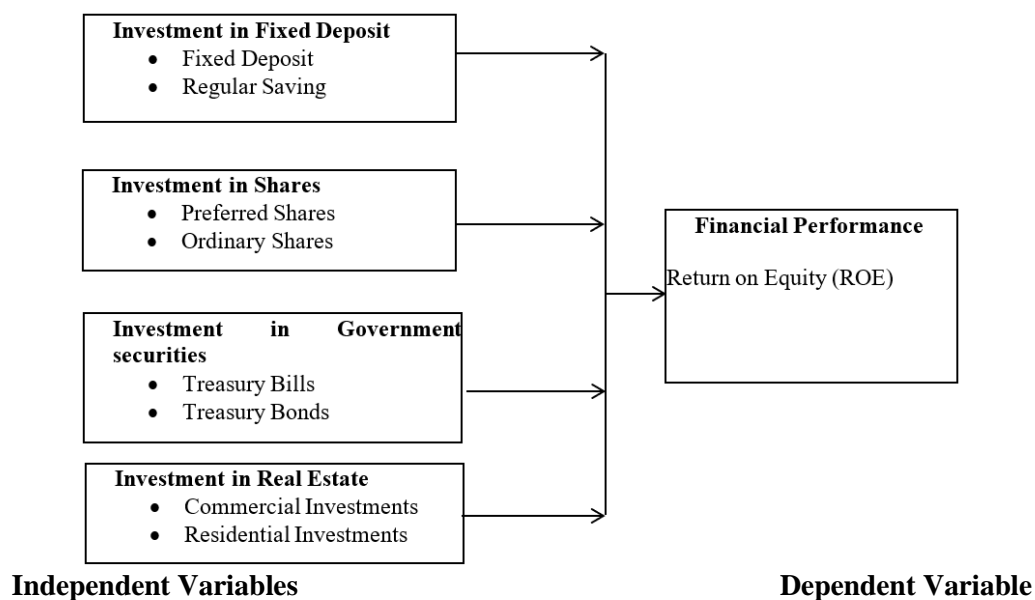 Investment in Fixed Deposit
• Fixed Deposit
• Regular Saving
Investment in Shares
• Preferred Shares
• Ordinary Shares
Investment in Government
securities
• Treasury Bills
• Treasury Bonds
Investment in Real Estate
• Commercial Investments
• Residential Investments
Financial Performance
Return on Equity (ROE)
Independent Variables
Dependent Variable